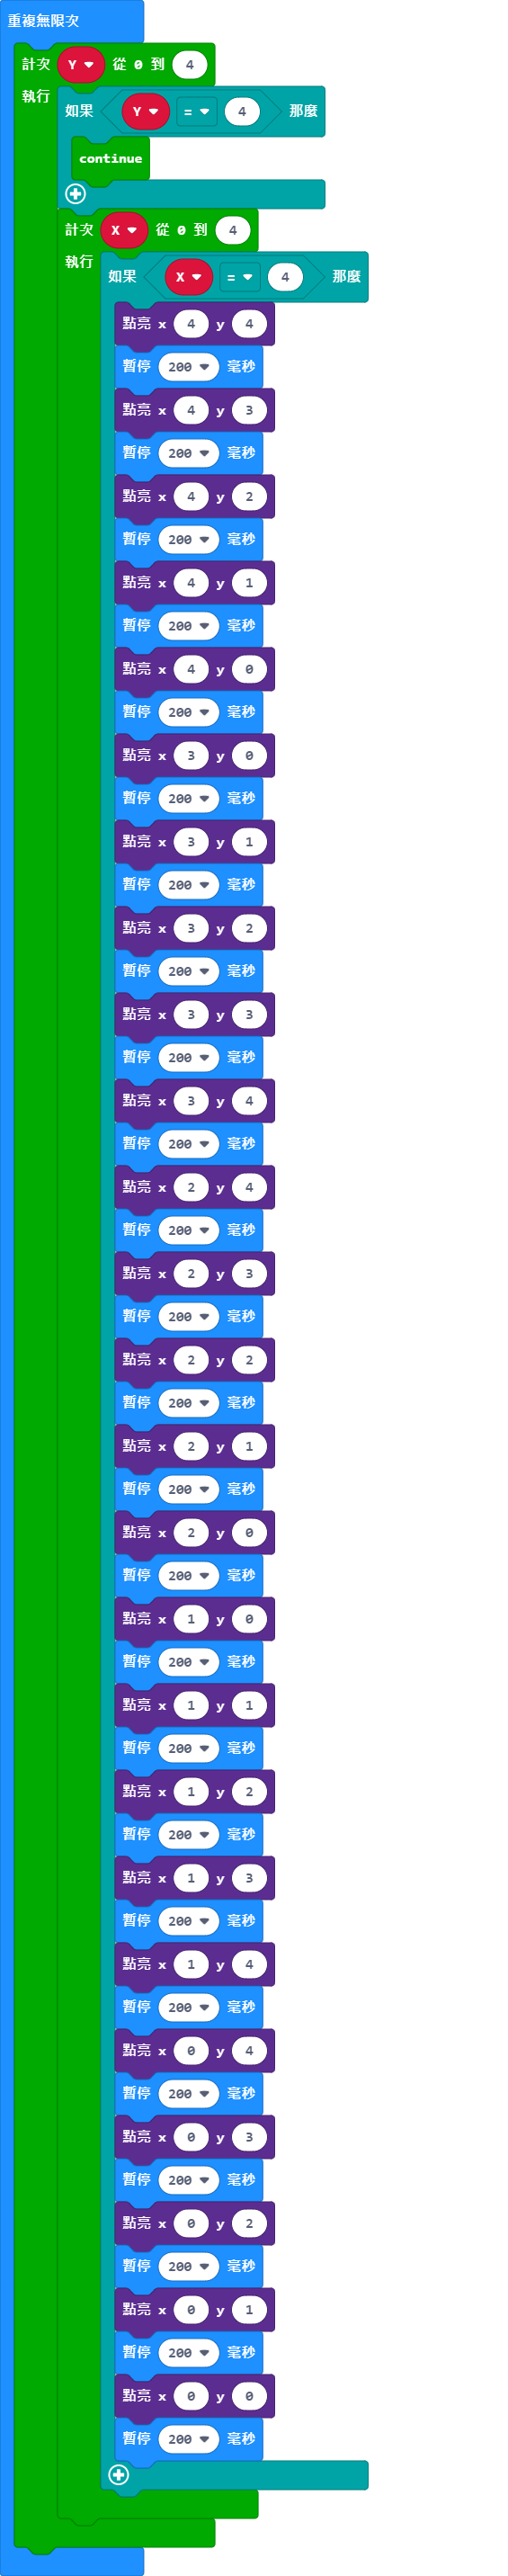 重複無限次
計次 Y 從 0 到 4
執行
如果 Y = 4 那麼
continue
計次 X 從 0 到 4
執行
如果 X = 4 那麼
點亮 x 4 y 4
暫停 200 毫秒
點亮 x 4 y 3
暫停 200 毫秒
點亮 x 4 y 2
暫停 200 毫秒
點亮 x 4 y 1
暫停 200 毫秒
點亮 x 4 y 0
暫停 200 毫秒
點亮 x 3 y 0
暫停 200 毫秒
點亮 x 3 y 1
暫停 200 毫秒
點亮 x 3 y 2
暫停 200 毫秒
點亮 x 3 y 3
暫停 200 毫秒
點亮 x 3 y 4
暫停 200 毫秒
點亮 x 2 y 4
暫停 200 毫秒
點亮 x 2 y 3
暫停 200 毫秒
點亮 x 2 y 2
暫停 200 毫秒
點亮 x 2 y 1
暫停 200 毫秒
點亮 x 2 y 0
暫停 200 毫秒
點亮 x 1 y 0
暫停 200 毫秒
點亮 x 1 y 1
暫停 200 毫秒
點亮 x 1 y 2
暫停 200 毫秒
點亮 x 1 y 3
暫停 200 毫秒
點亮 x 1 y 4
暫停 200 毫秒
點亮 x 0 y 4
暫停 200 毫秒
點亮 x 0 y 3
暫停 200 毫秒
點亮 x 0 y 2
暫停 200 毫秒
點亮 x 0 y 1
暫停 200 毫秒
點亮 x 0 y 0
暫停 200 毫秒